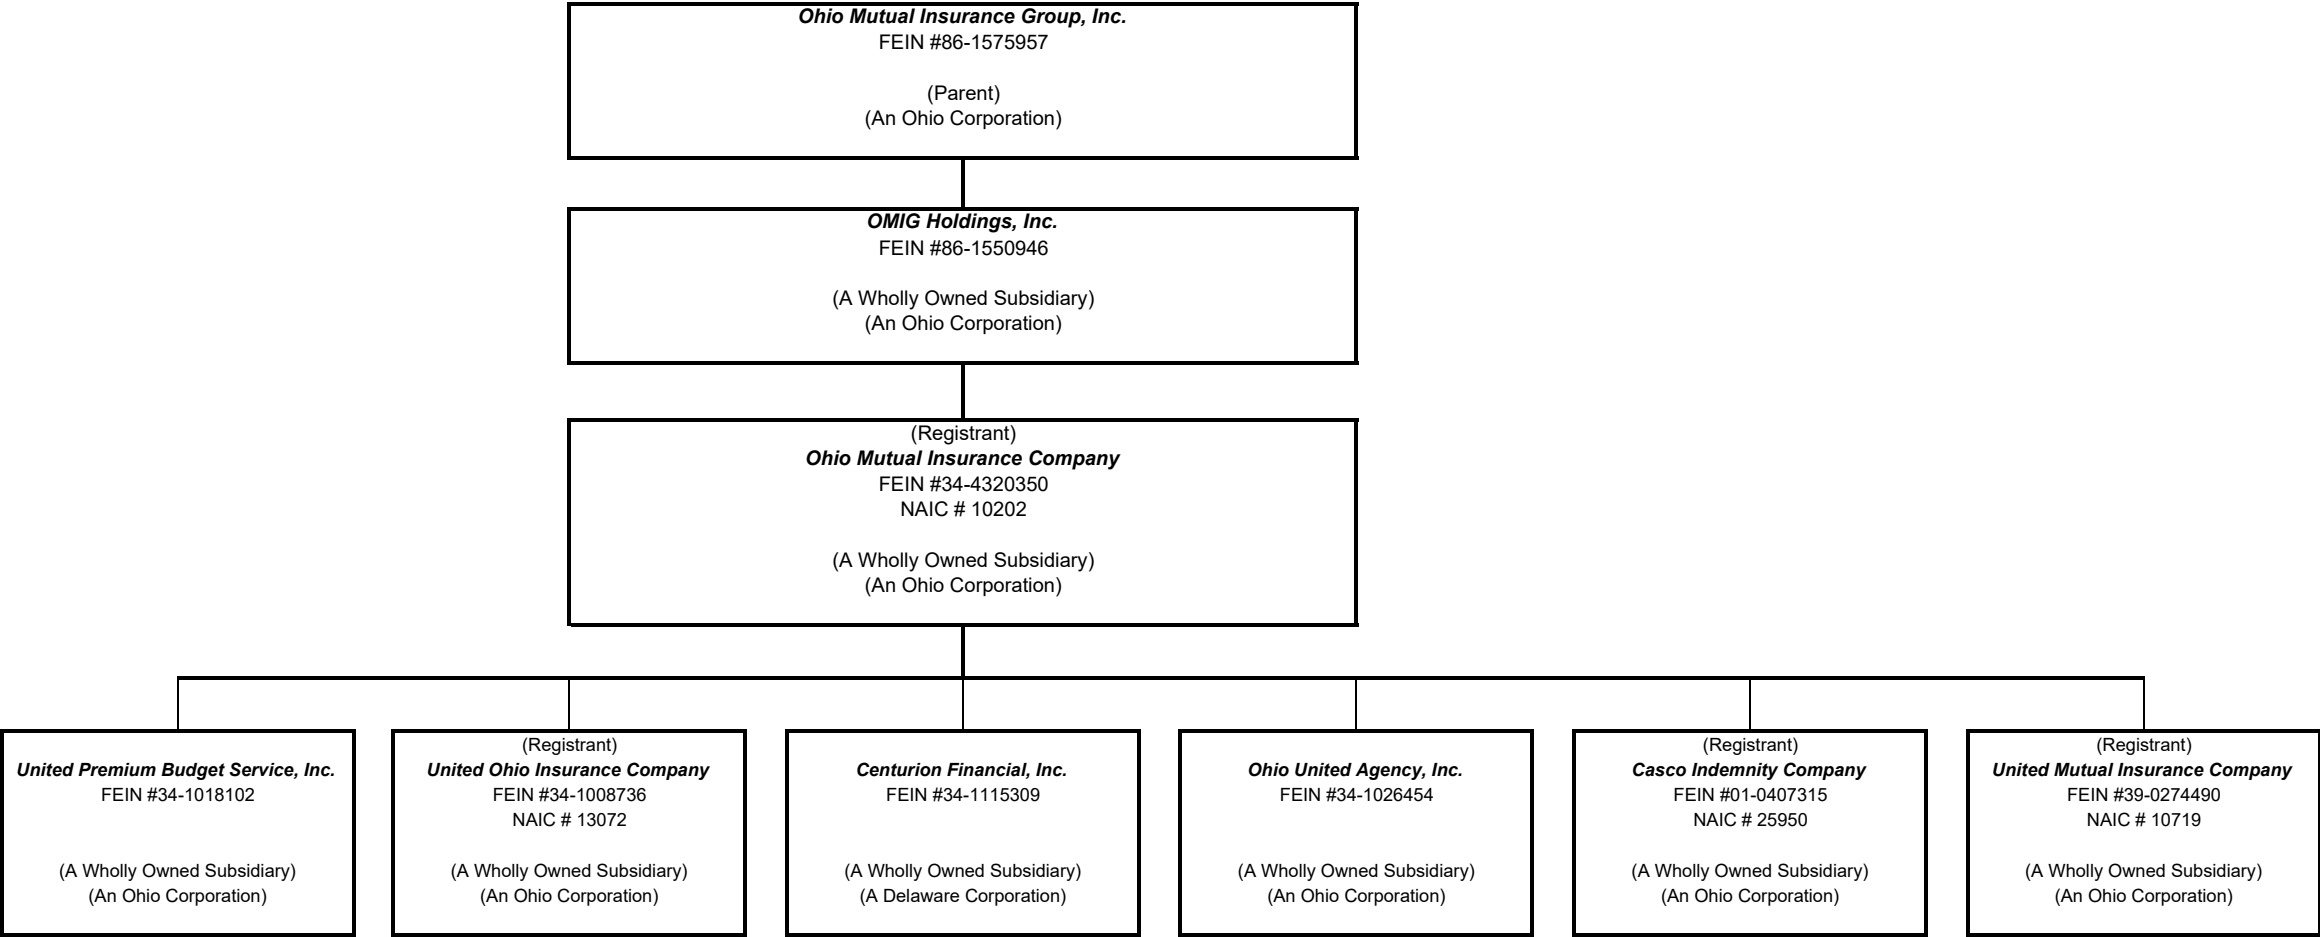 Ohio Mutual Insurance Group, Inc.
FEIN #86-1575957
(Parent)
(An Ohio Corporation)
OMIG Holdings, Inc.
FEIN #86-1550946
(A Wholly Owned Subsidiary)
(An Ohio Corporation)
(Registrant)
Ohio Mutual Insurance Company
FEIN #34-4320350
NAIC # 10202
(A Wholly Owned Subsidiary)
(An Ohio Corporation)
United Premium Budget Service, Inc.
FEIN #34-1018102
(A Wholly Owned Subsidiary)
(An Ohio Corporation)
(Registrant)
United Ohio Insurance Company
FEIN #34-1008736
NAIC # 13072
(A Wholly Owned Subsidiary)
(An Ohio Corporation)
Centurion Financial, Inc.
FEIN #34-1115309
(A Wholly Owned Subsidiary)
(A Delaware Corporation)
Ohio United Agency, Inc.
FEIN #34-1026454
(A Wholly Owned Subsidiary)
(An Ohio Corporation)
(Registrant)
Casco Indemnity Company
FEIN #01-0407315
NAIC # 25950
(A Wholly Owned Subsidiary)
(An Ohio Corporation)
(Registrant)
United Mutual Insurance Company
FEIN #39-0274490
NAIC # 10719
(A Wholly Owned Subsidiary)
(An Ohio Corporation)